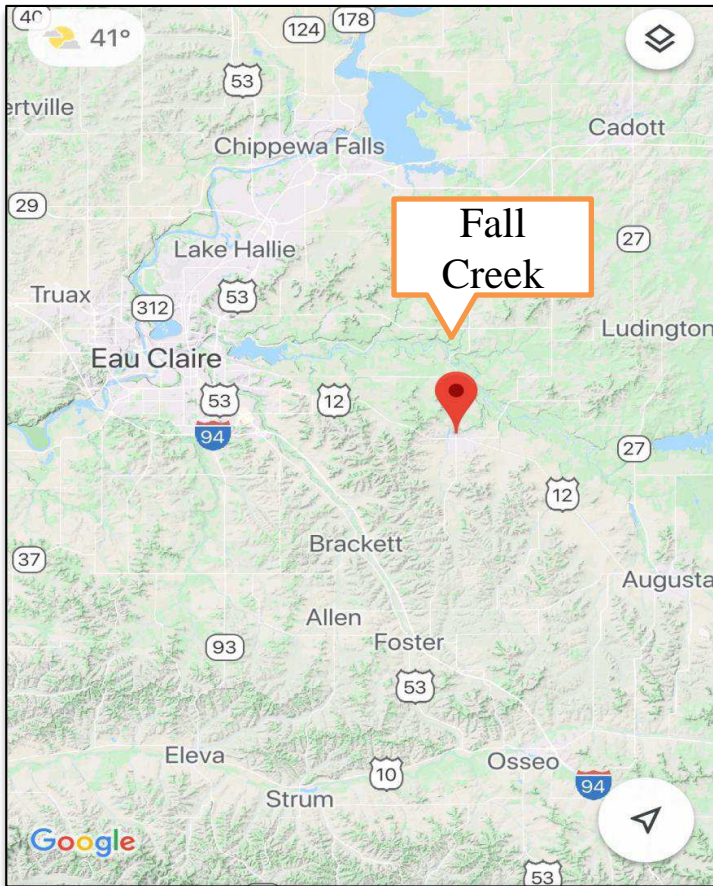 40
124
178
41°
53
ertville
Cadott
Chippewa Falls
29
Fall
Creek
27
Lake Hallie
53
Truax
312
Ludington
Eau Claire
53
12
94
27
12
Brackett
37
Augusta
Allen
Foster
93
53
Eleva
Osseo
10
94
Strum
Google
53